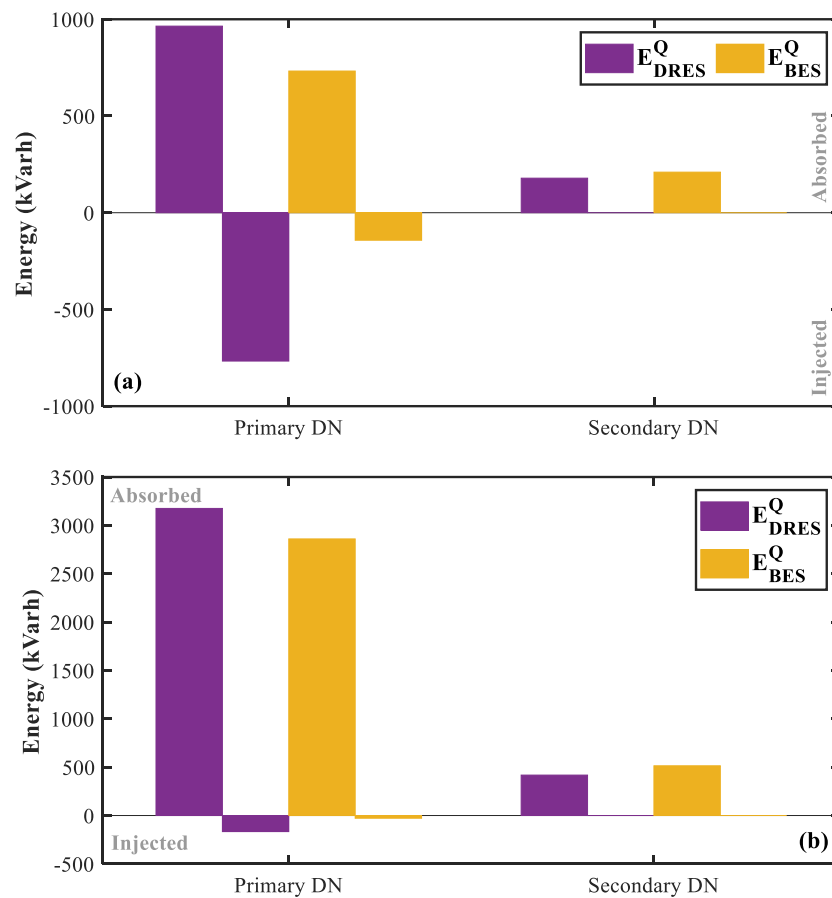 1000
500
0
-500
-1000
Energy (kVarh)
E^Q_DRES E^Q_BES
Absorbed
Injected
(a)
Primary DN Secondary DN
3500
3000
2500
2000
1500
1000
500
0
-500
Energy (kVarh)
Absorbed
Injected
E^Q_DRES
E^Q_BES
(b)
Primary DN Secondary DN